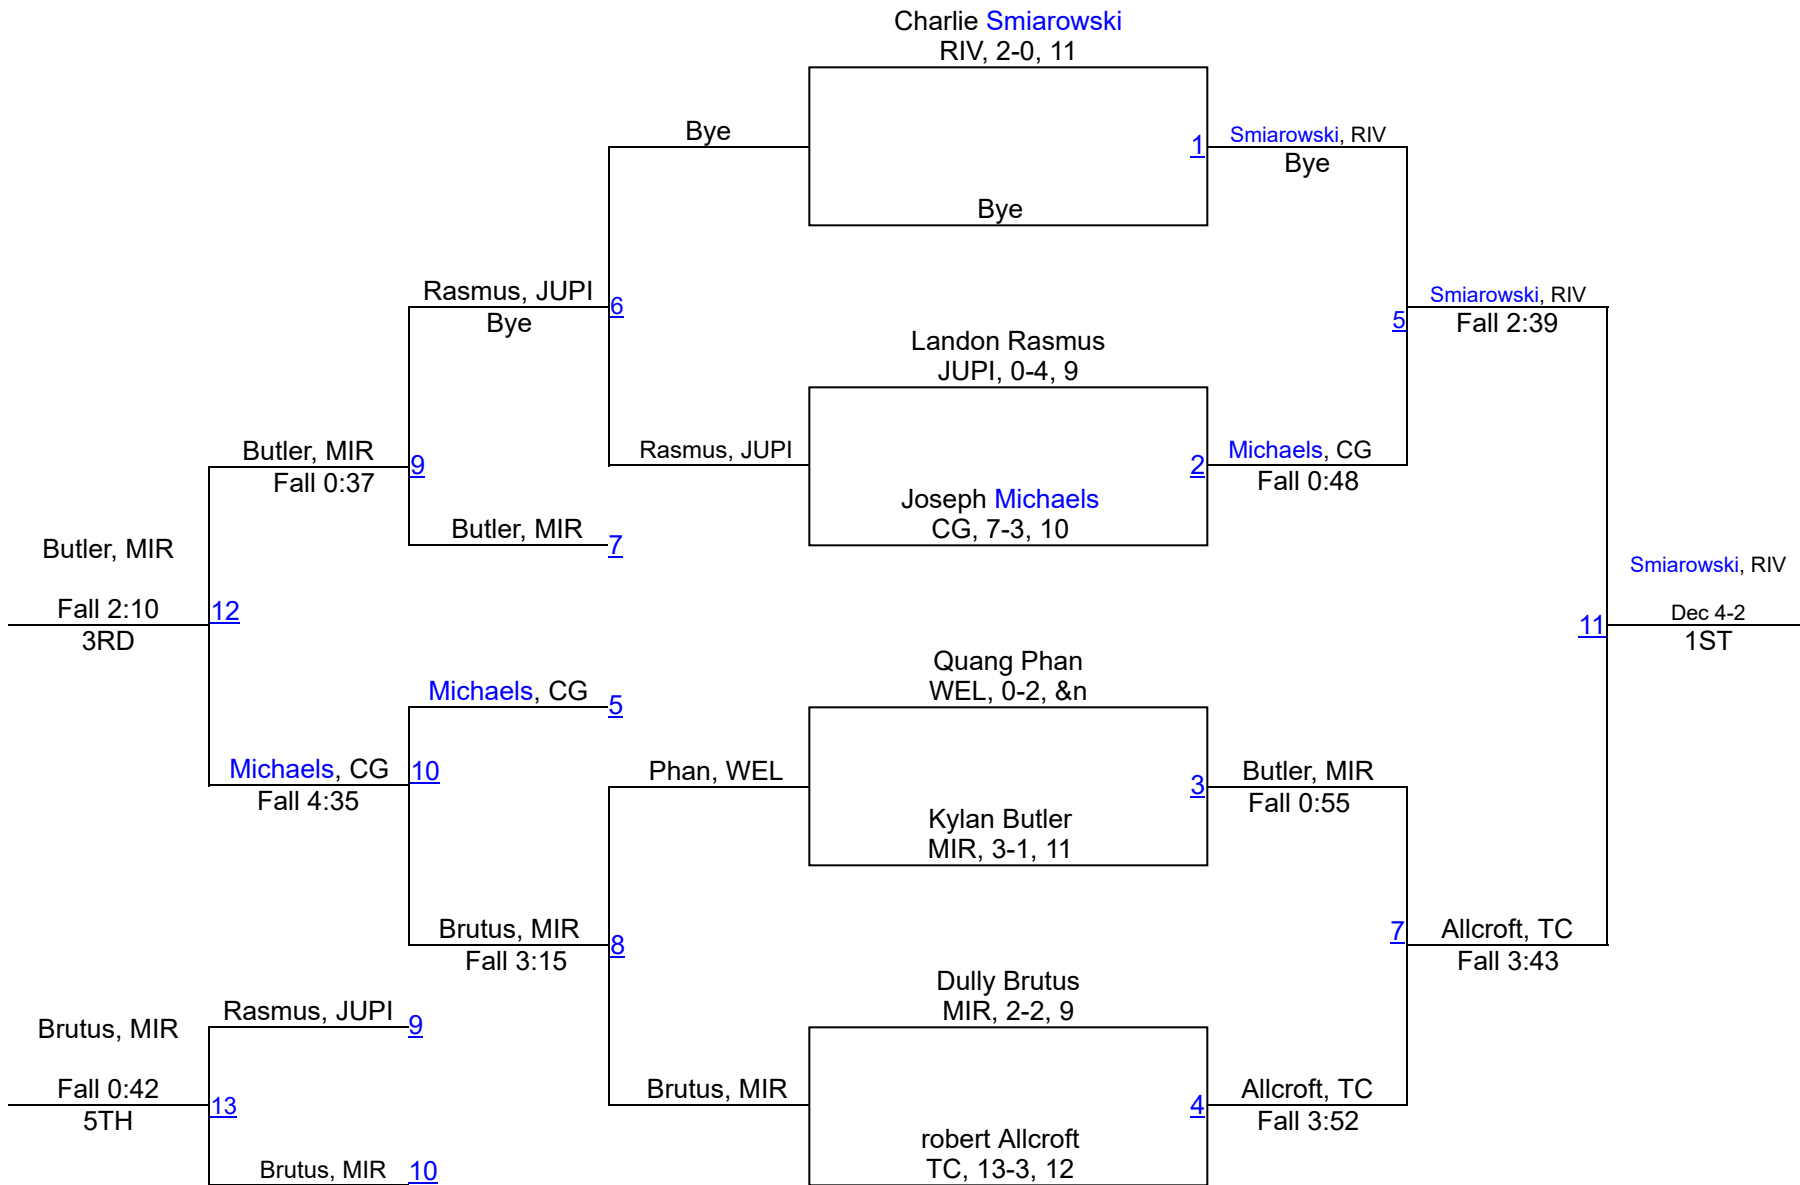 Charlie Smiarowski
RIV, 2-0, 11
Bye
1
Smiarowski, RIV
Bye
Bye
Rasmus, JUPI
Bye
6
Smiarowski, RIV
Fall 2:39
5
Landon Rasmus
JUPI, 0-4, 9
Butler, MIR
Fall 0:37
9
Rasmus, JUPI
2
Michaels, CG
Fall 0:48
Joseph Michaels
CG, 7-3, 10
Butler, MIR
7
Butler, MIR
Fall 2:10
3RD
12
Smiarowski, RIV
Dec 4-2
1ST
11
Quang Phan
WEL, 0-2, &n
Michaels, CG
5
Michaels, CG
Fall 4:35
10
Phan, WEL
3
Butler, MIR
Fall 0:55
Kylan Butler
MIR, 3-1, 11
Brutus, MIR
Fall 3:15
8
7
Allcroft, TC
Fall 3:43
Dully Brutus
MIR, 2-2, 9
Rasmus, JUPI
9
Brutus, MIR
Fall 0:42
5TH
13
Brutus, MIR
4
Allcroft, TC
Fall 3:52
robert Allcroft
TC, 13-3, 12
Brutus, MIR
10